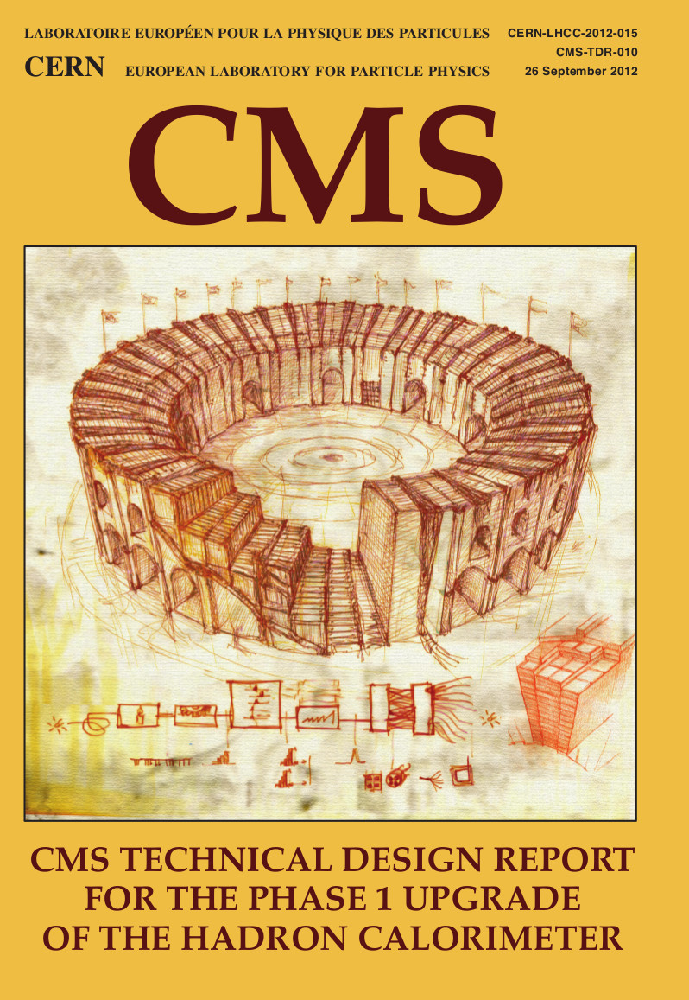 LABORATOIRE EUROPÉEN POUR LA PHYSIQUE DES PARTICULES
CERN EUROPEAN LABORATORY FOR PARTICLE PHYSICS
CERN-LHCC-2012-015
CMS-TDR-010
26 September 2012
CMS
CMS TECHNICAL DESIGN REPORT
FOR THE PHASE 1 UPGRADE
OF THE HADRON CALORIMETER